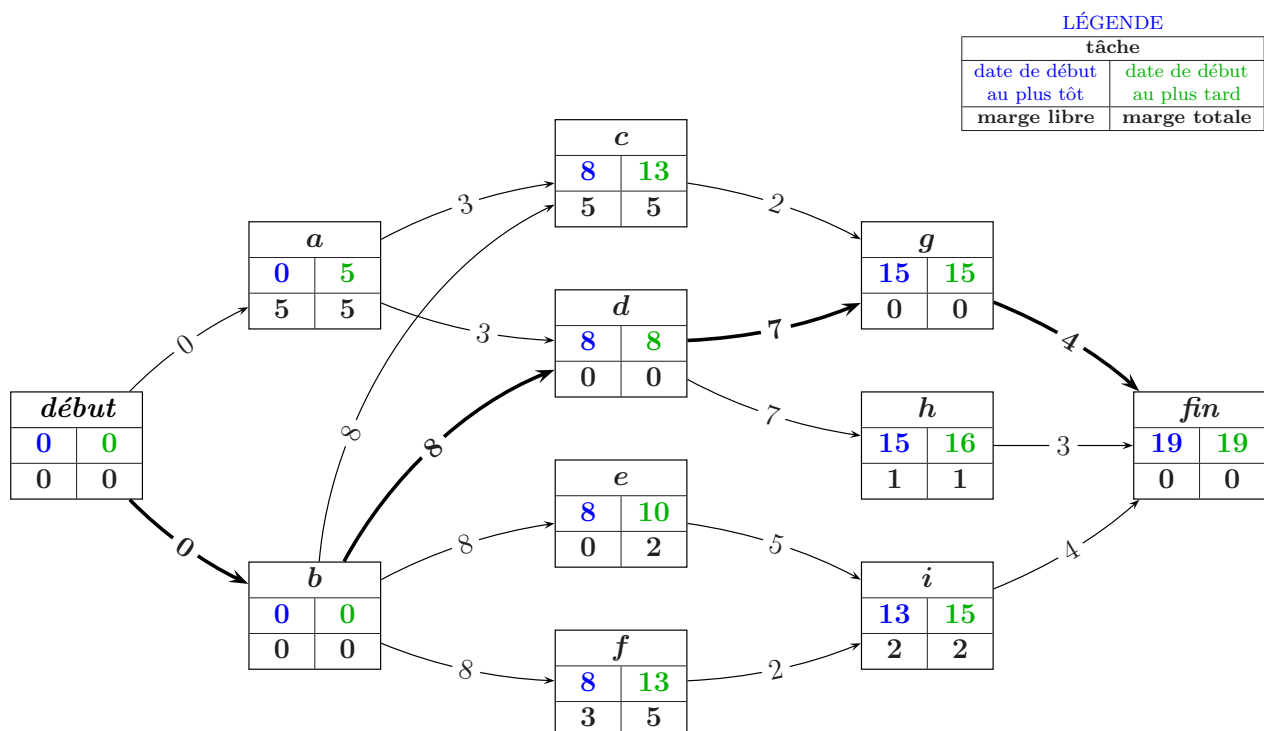 LÉGENDE
tâche
date de début au plus tôt
date de début au plus tard
marge libre
marge totale
c
8 13
5 5
3
2
a
0 5
5 5
g
15 15
0 0
d
8 8
0 0
3
7
0
8
8
7
4
début
0 0
0 0
h
15 16
1 1
3
fin
19 19
0 0
e
8 10
0 2
0
8
5
4
b
0 0
0 0
i
13 15
2 2
8
f
8 13
3 5
2